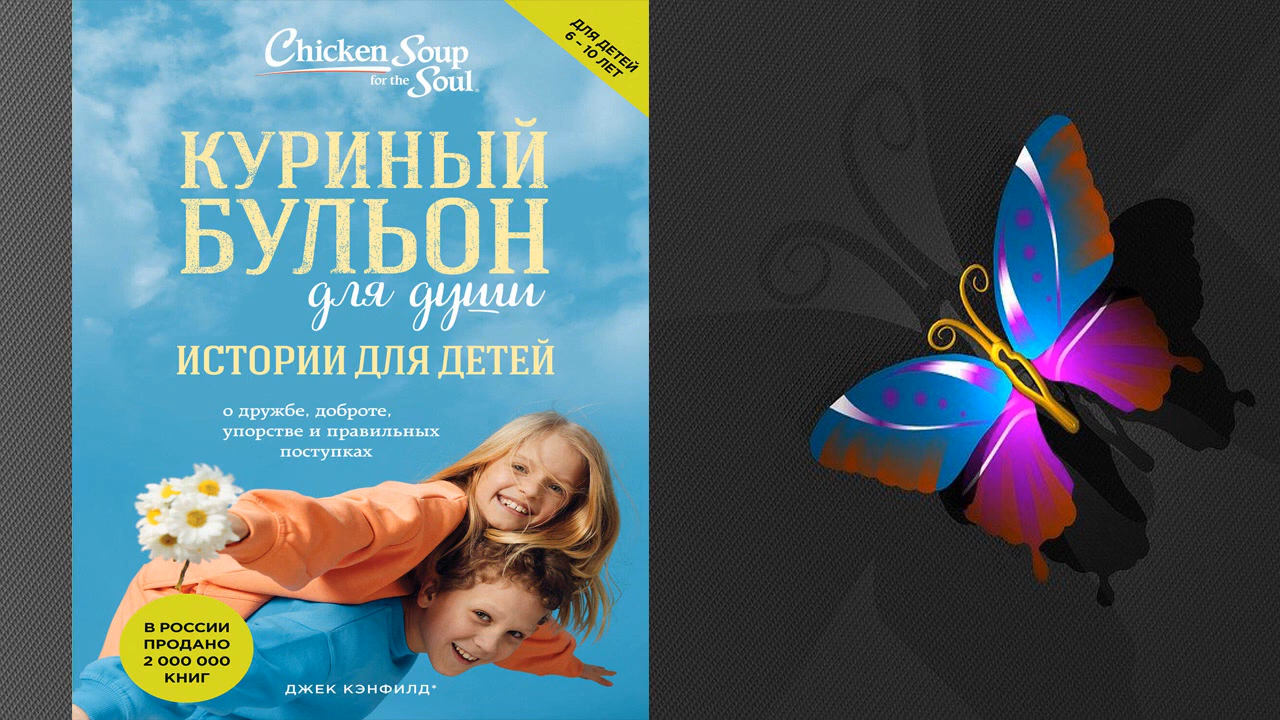 Chicken Soup
for the Soul
ДЛЯ ДЕТЕЙ
6 – 10 ЛЕТ
КУРИНЫЙ
БУЛЬОН
для души
ИСТОРИИ ДЛЯ ДЕТЕЙ
о дружбе, доброте,
упорстве и правильных
поступках
В РОССИИ
ПРОДАНО
2 000 000
КНИГ
ДЖЕК КЭНФИЛД*